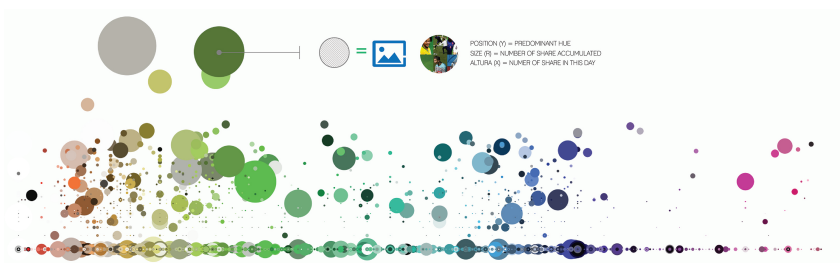 POSITION (Y) = PREDOMINANT HUE
SIZE (R) = NUMBER OF SHARE ACCUMULATED
ALTURA (X) = NUMER OF SHARE IN THIS DAY